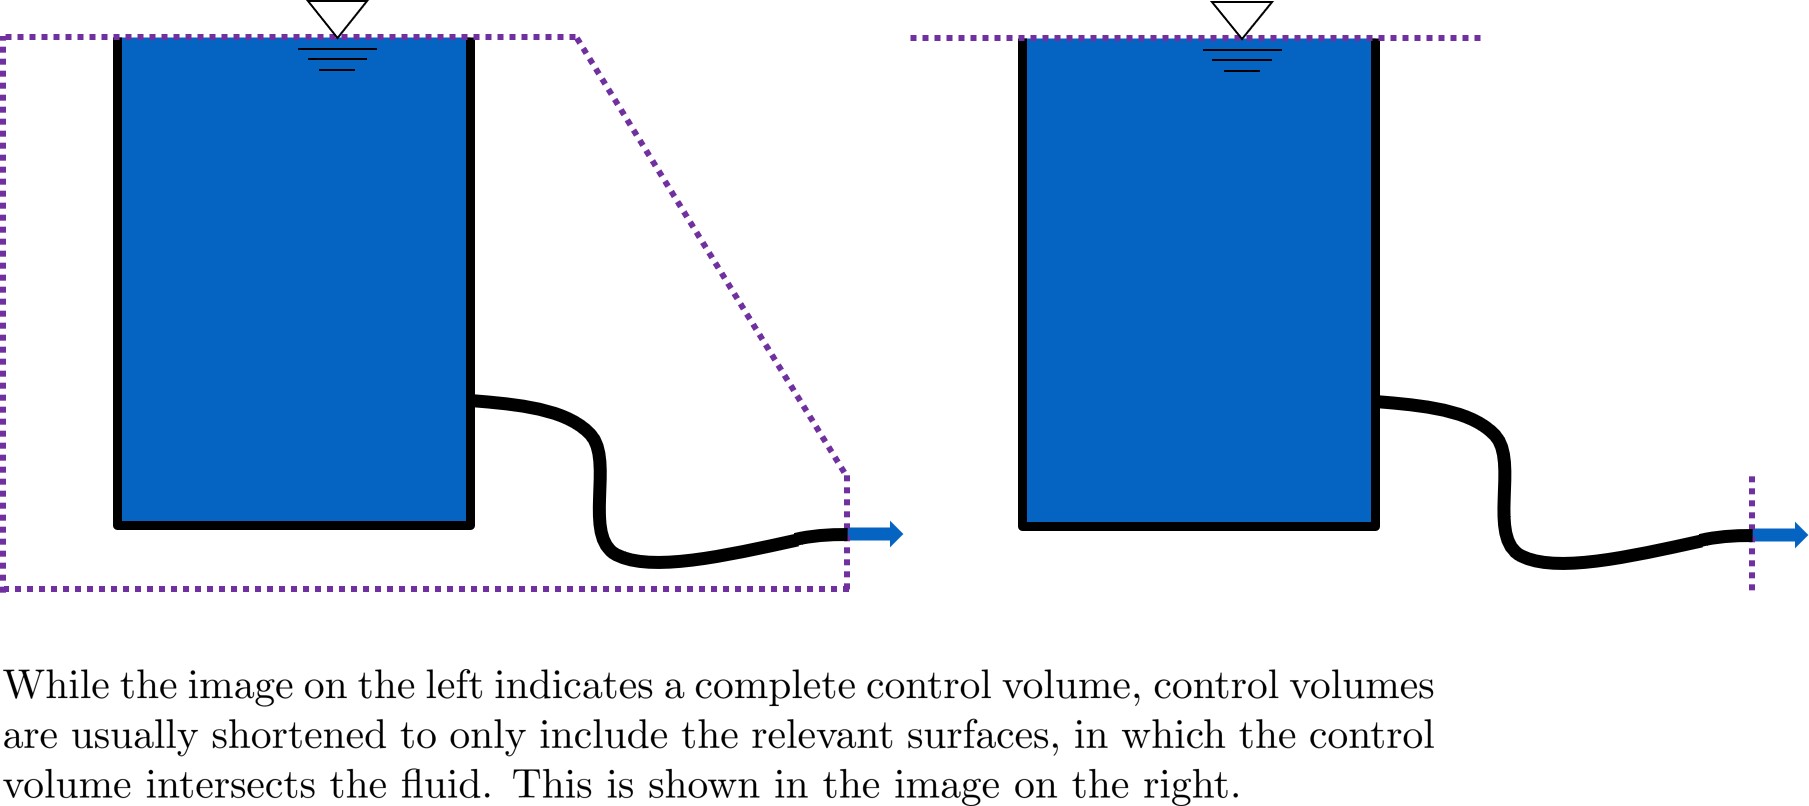 While the image on the left indicates a complete control volume, control volumes
are usually shortened to only include the relevant surfaces, in which the control
volume intersects the fluid. This is shown in the image on the right.